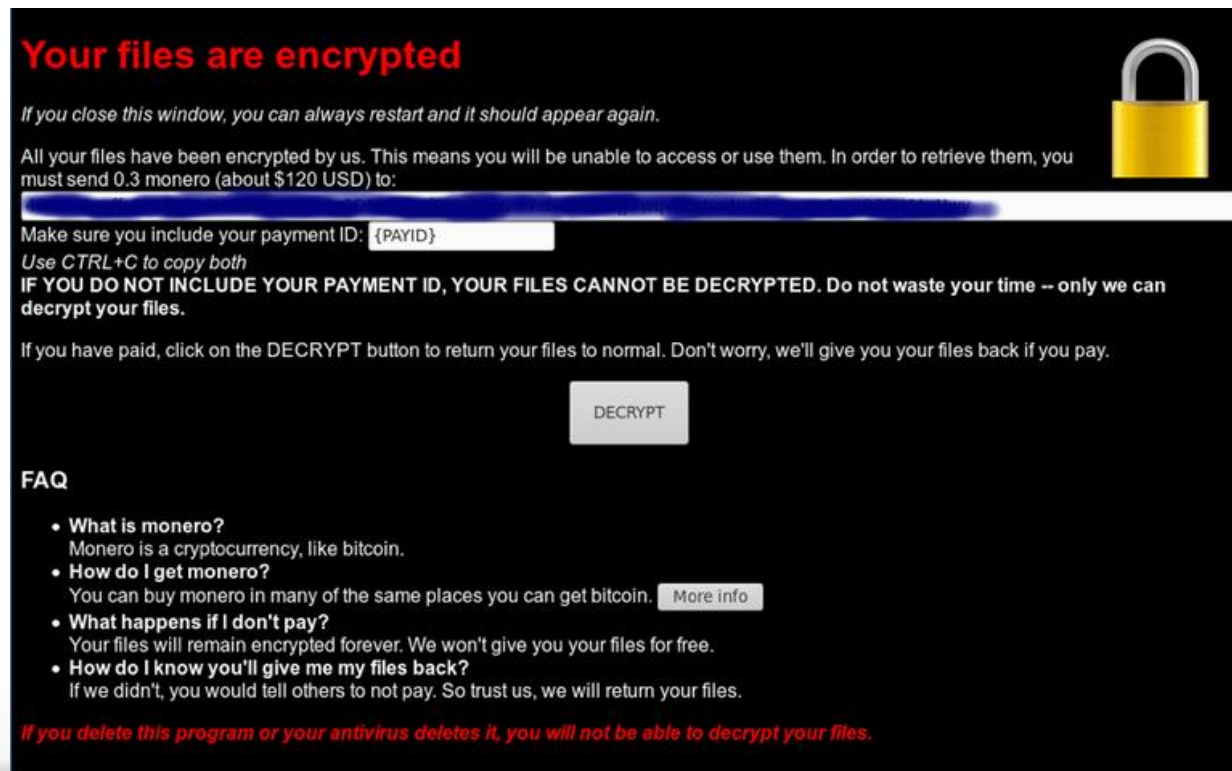 Your files are encrypted
If you close this window, you can always restart and it should appear again.
All your files have been encrypted by us. This means you will be unable to access or use them. In order to retrieve them, you
must send 0.3 monero (about $120 USD) to:
Make sure you include your payment ID: {PAYID}
Use CTRL+C to copy both
IF YOU DO NOT INCLUDE YOUR PAYMENT ID, YOUR FILES CANNOT BE DECRYPTED. Do not waste your time -- only we can
decrypt your files.
If you have paid, click on the DECRYPT button to return your files to normal. Don't worry, we'll give you your files back if you pay.
DECRYPT
FAQ
• What is monero?
Monero is a cryptocurrency, like bitcoin.
• How do I get monero?
You can buy monero in many of the same places you can get bitcoin. More info
• What happens if I don't pay?
Your files will remain encrypted forever. We won't give you your files for free.
• How do I know you'll give me my files back?
If we didn't, you would tell others to not pay. So trust us, we will return your files.
If you delete this program or your antivirus deletes it, you will not be able to decrypt your files.